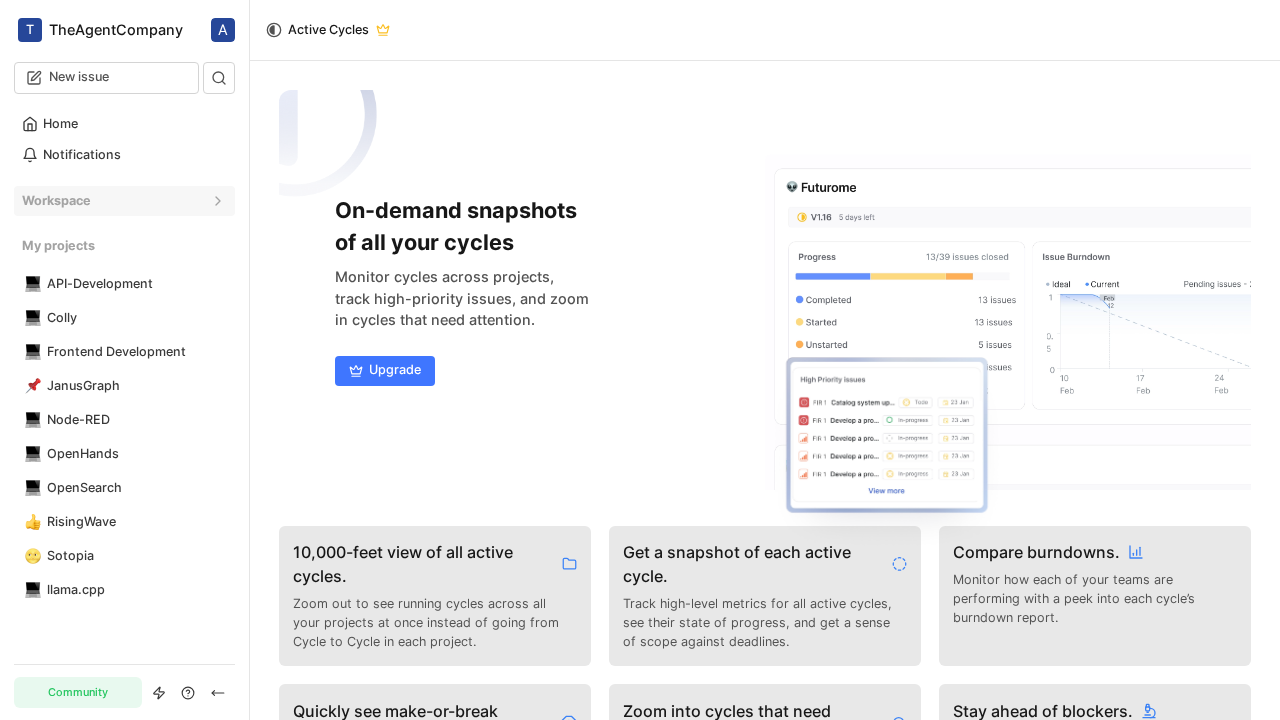 T TheAgentCompany A
New issue
Home
Notifications
Workspace
My projects
API-Development
Colly
Frontend Development
JanusGraph
Node-RED
OpenHands
OpenSearch
RisingWave
Sotopia
llama.cpp
Community
Active Cycles
On-demand snapshots
of all your cycles
Monitor cycles across projects,
track high-priority issues, and zoom
in cycles that need attention.
Upgrade
Futurome
V1.16 5 days left
Progress 13/39 issues closed
Completed 13 issues
Started 13 issues
Unstarted 5 issues
issues
Issue Burndown
Ideal Current Pending issues -
1
Feb
12
0.
5
0
10 17 24
Feb Feb Feb
High Priority issues
FIR 1 Catalog system up... Todo 23 Jan
FIR 1 Develop a pro... In-progress 23 Jan
FIR 1 Develop a pro... In-progress 23 Jan
FIR 1 Develop a pro... In-progress 23 Jan
FIR 1 Develop a pro... In-progress 23 Jan
View more
10,000-feet view of all active
cycles.
Zoom out to see running cycles across all
your projects at once instead of going from
Cycle to Cycle in each project.
Get a snapshot of each active
cycle.
Track high-level metrics for all active cycles,
see their state of progress, and get a sense
of scope against deadlines.
Compare burndowns.
Monitor how each of your teams are
performing with a peek into each cycle’s
burndown report.
Quickly see make-or-break
Zoom into cycles that need
Stay ahead of blockers.